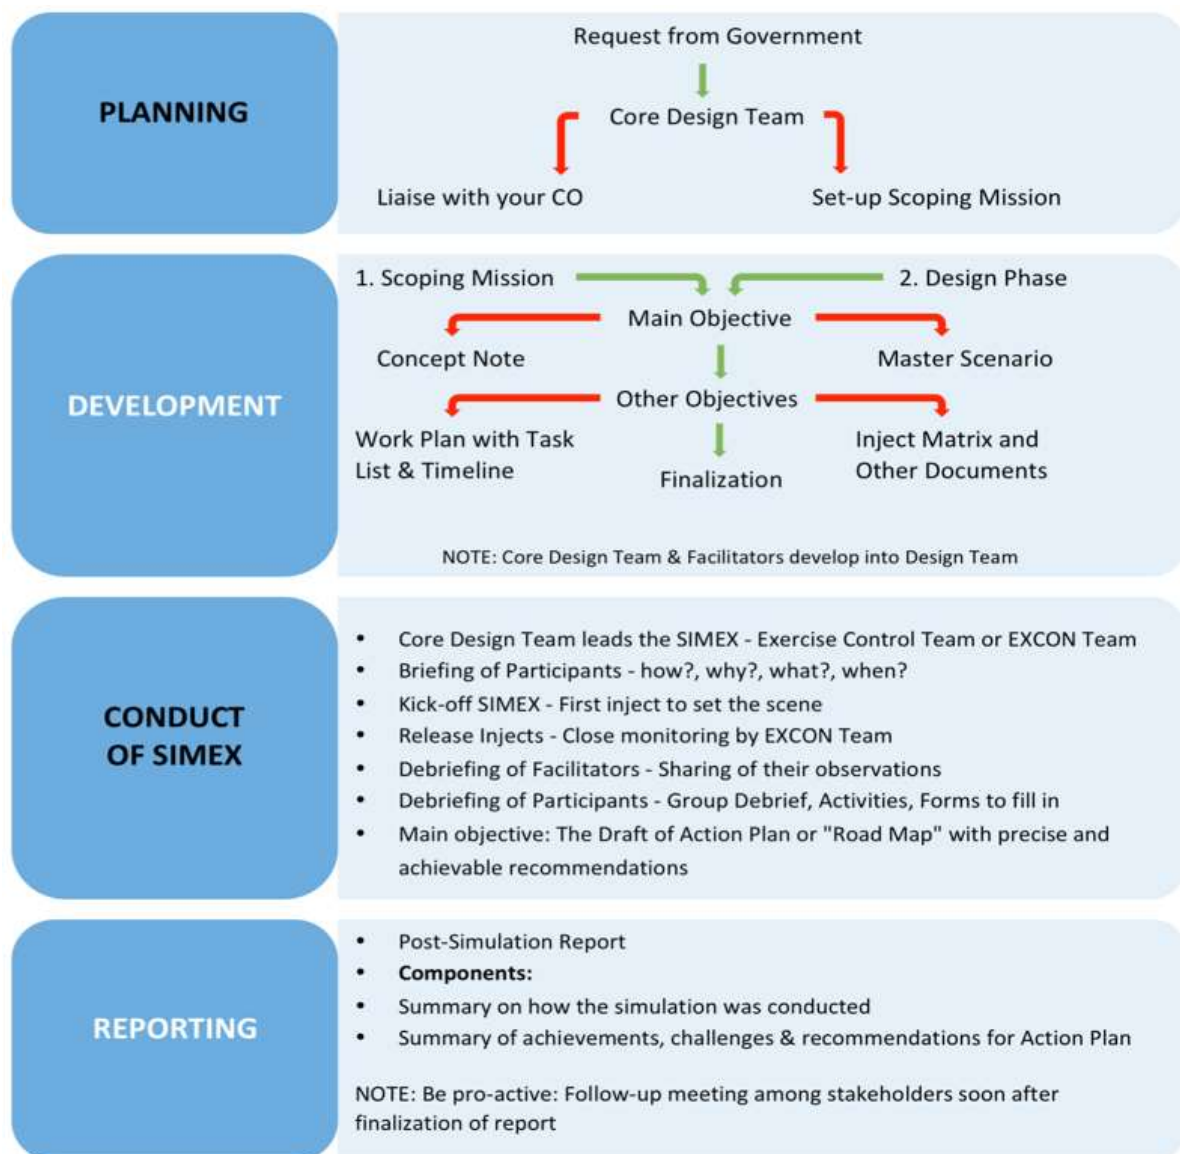 PLANNING
Request from Government
Core Design Team
Liaise with your CO
Set-up Scoping Mission
DEVELOPMENT
1. Scoping Mission
2. Design Phase
Main Objective
Concept Note
Master Scenario
Other Objectives
Work Plan with Task
List & Timeline
Inject Matrix and
Other Documents
Finalization
NOTE: Core Design Team & Facilitators develop into Design Team
CONDUCT
OF SIMEX
• Core Design Team leads the SIMEX - Exercise Control Team or EXCON Team
• Briefing of Participants - how?, why?, what?, when?
• Kick-off SIMEX - First inject to set the scene
• Release Injects - Close monitoring by EXCON Team
• Debriefing of Facilitators - Sharing of their observations
• Debriefing of Participants - Group Debrief, Activities, Forms to fill in
• Main objective: The Draft of Action Plan or "Road Map" with precise and
achievable recommendations
REPORTING
• Post-Simulation Report
• Components:
• Summary on how the simulation was conducted
• Summary of achievements, challenges & recommendations for Action Plan
NOTE: Be pro-active: Follow-up meeting among stakeholders soon after
finalization of report